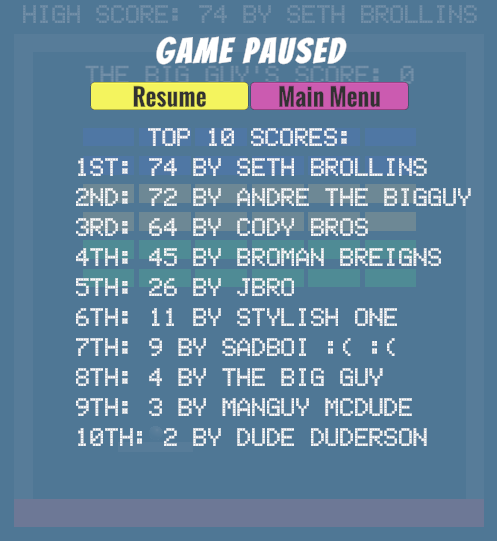 HIGH SCORE: 74 BY SETH BROLLINS
GAME PAUSED
THE BIG GUY'S SCORE: 0
Resume Main Menu
TOP 10 SCORES:
1ST: 74 BY SETH BROLLINS
2ND: 72 BY ANDRE THE BIGGUY
3RD: 64 BY CODY BROS
4TH: 45 BY BROMAN BREIGNS
5TH: 26 BY JBRO
6TH: 11 BY STYLISH ONE
7TH: 9 BY SADBOI :( :(
8TH: 4 BY THE BIG GUY
9TH: 3 BY MANGUY MCDUDE
10TH: 2 BY DUDE DUDERSON